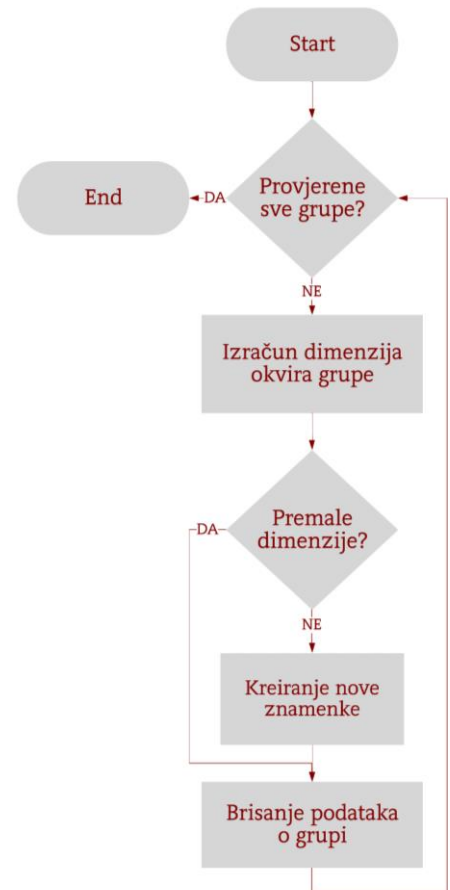 Start
Provjerene
sve grupe?
DA
End
NE
Izračun dimenzija
okvira grupe
Premale
dimenzije?
DA
NE
Kreiranje nove
znamenke
Brisanje podataka
o grupi